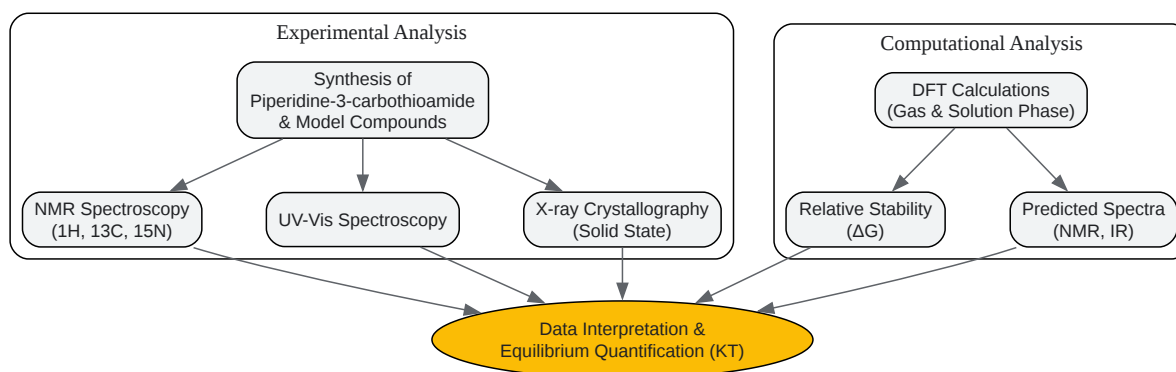 Experimental Analysis
Synthesis of
Piperidine-3-carbothioamide
& Model Compounds
NMR Spectroscopy
(1H, 13C, 15N)
UV-Vis Spectroscopy
X-ray Crystallography
(Solid State)
Computational Analysis
DFT Calculations
(Gas & Solution Phase)
Relative Stability
(ΔG)
Predicted Spectra
(NMR, IR)
Data Interpretation &
Equilibrium Quantification (KT)